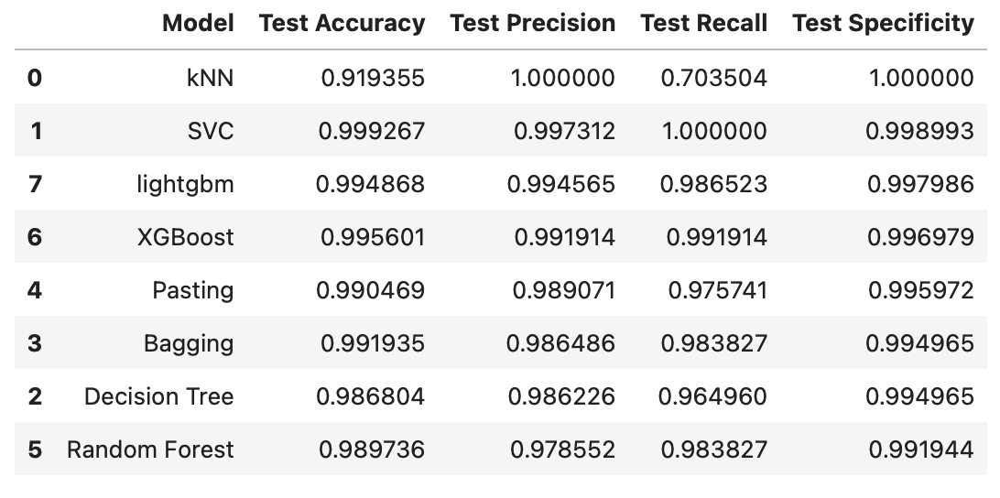 Model Test Accuracy Test Precision Test Recall Test Specificity
0 kNN 0.919355 1.000000 0.703504 1.000000
1 SVC 0.999267 0.997312 1.000000 0.998993
7 lightgbm 0.994868 0.994565 0.986523 0.997986
6 XGBoost 0.995601 0.991914 0.991914 0.996979
4 Pasting 0.990469 0.989071 0.975741 0.995972
3 Bagging 0.991935 0.986486 0.983827 0.994965
2 Decision Tree 0.986804 0.986226 0.964960 0.994965
5 Random Forest 0.989736 0.978552 0.983827 0.991944